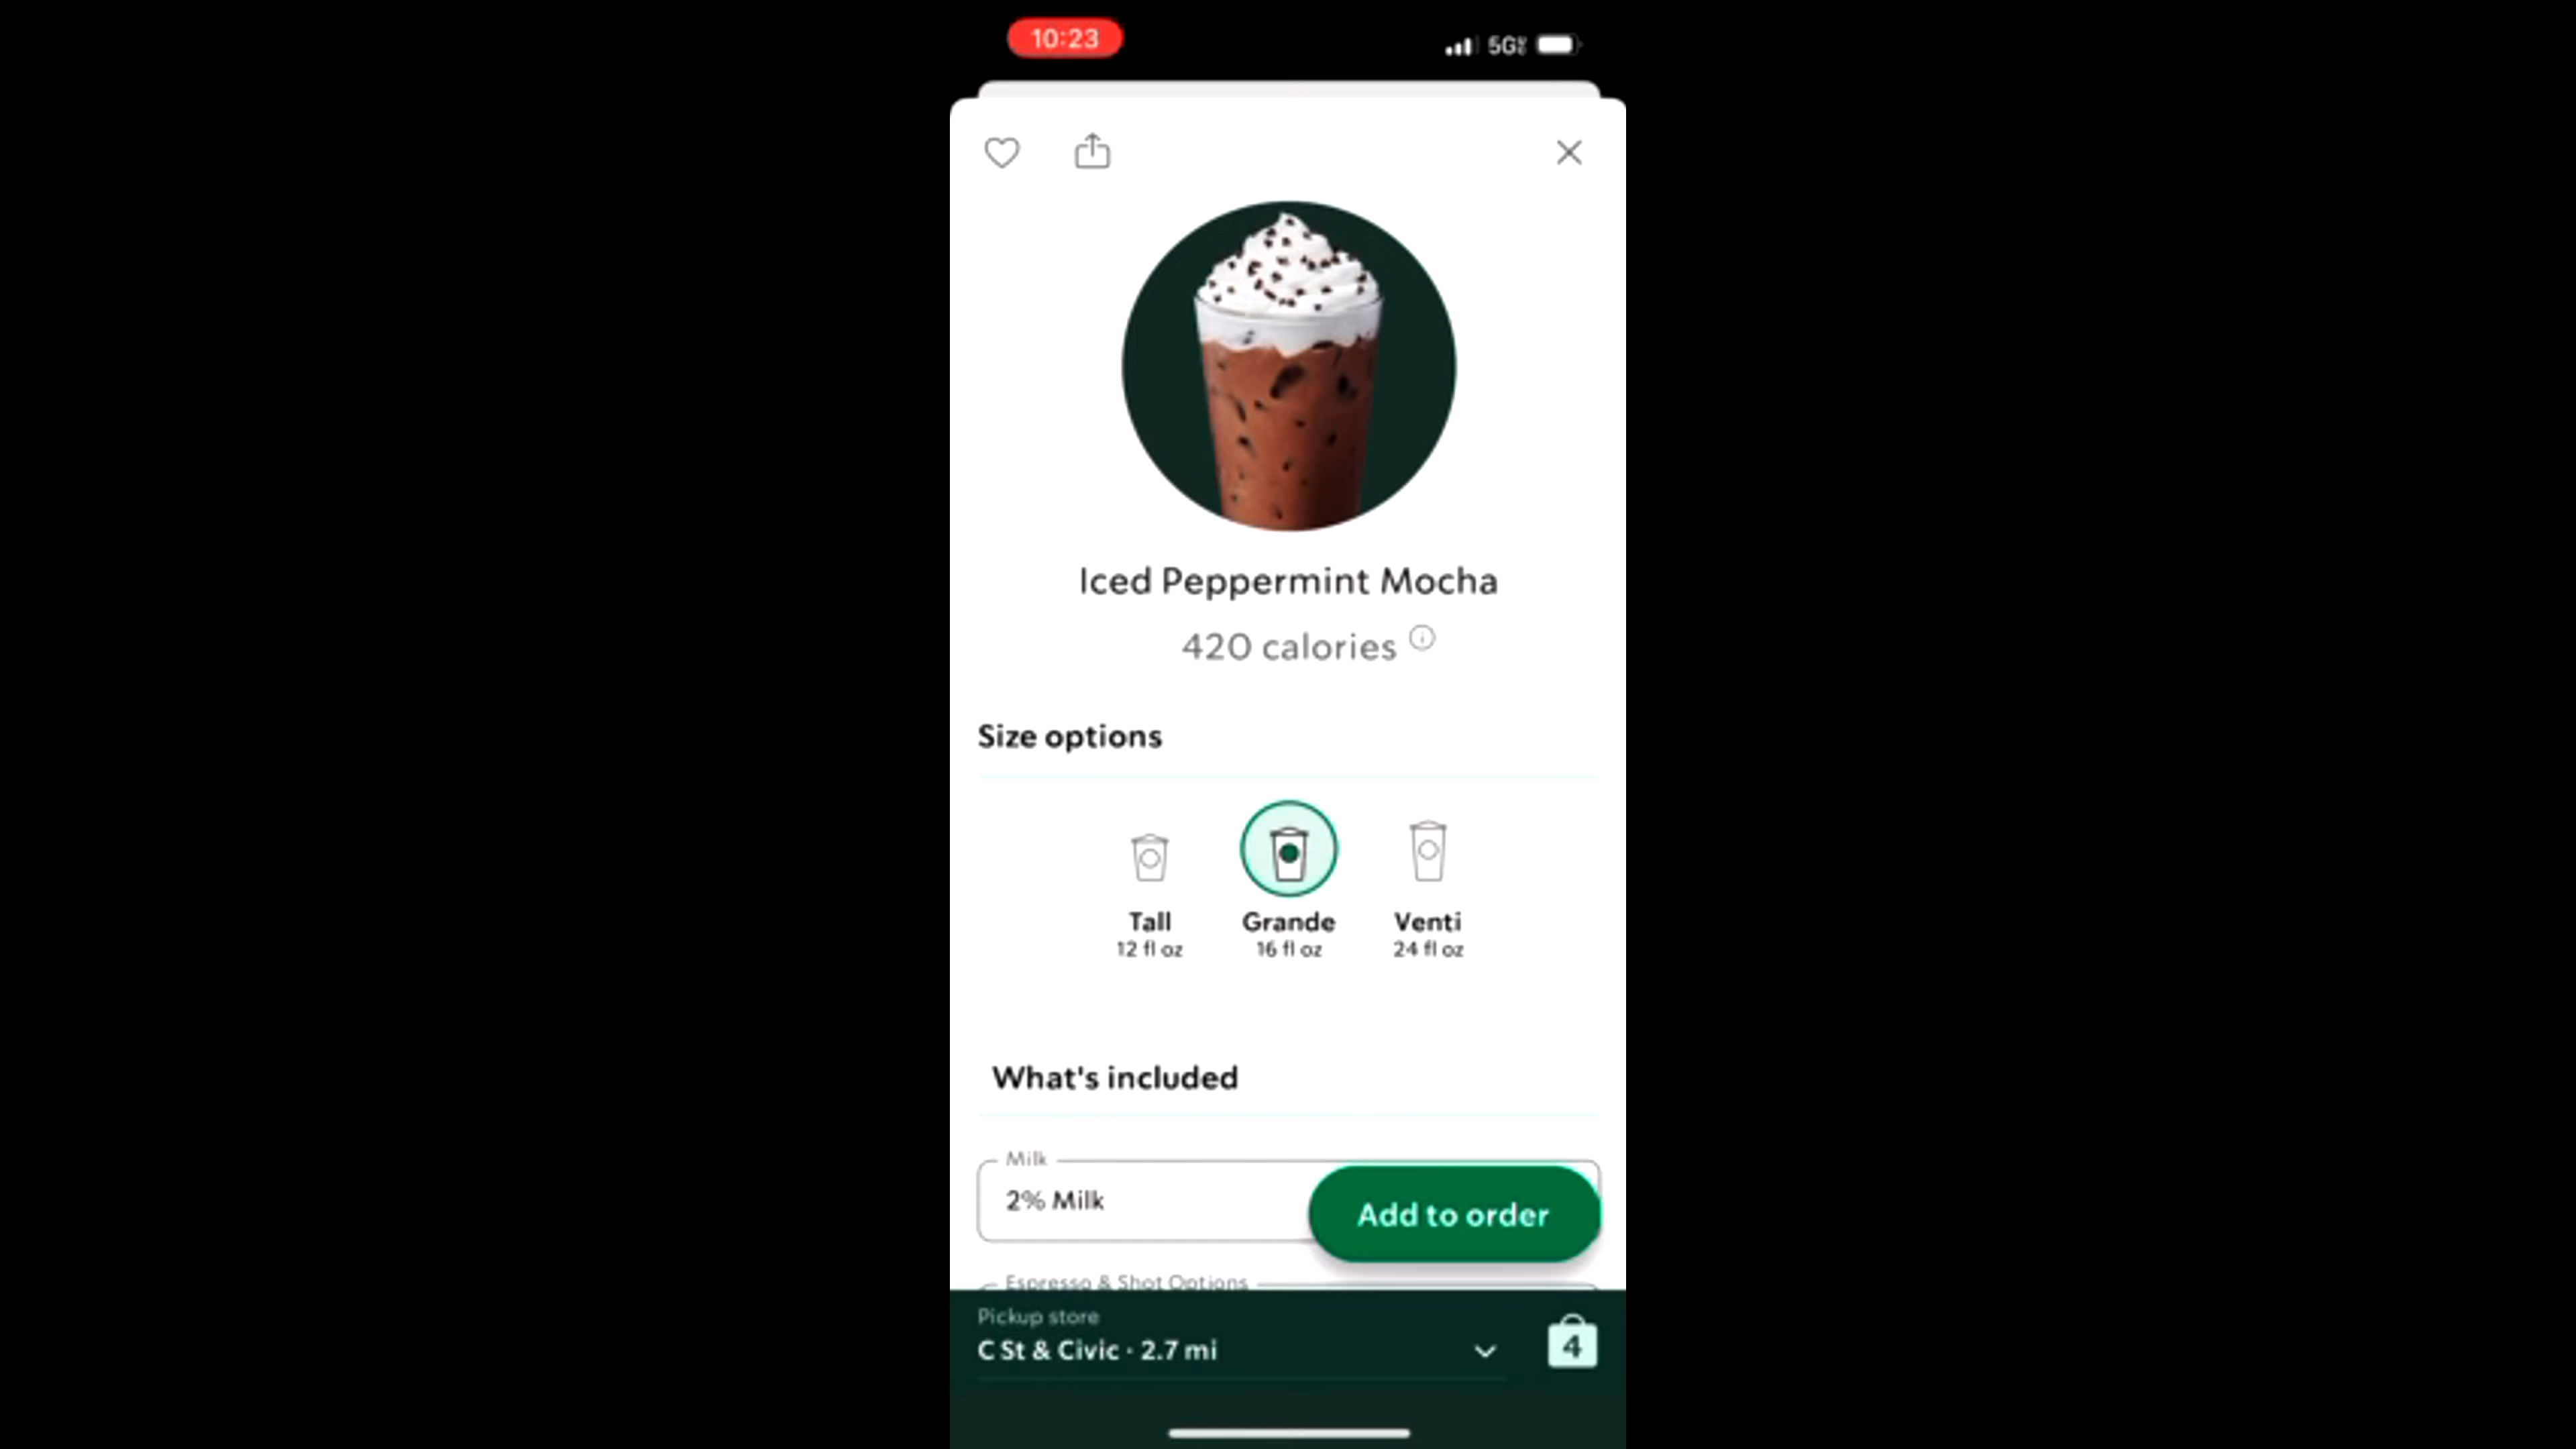 10:23
5G
Iced Peppermint Mocha
420 calories
Size options
Tall
12 fl oz
Grande
16 fl oz
Venti
24 fl oz
What's included
Milk
2% Milk
Add to order
Espresso & Shot Options
Pickup store
C St & Civic · 2.7 mi
4